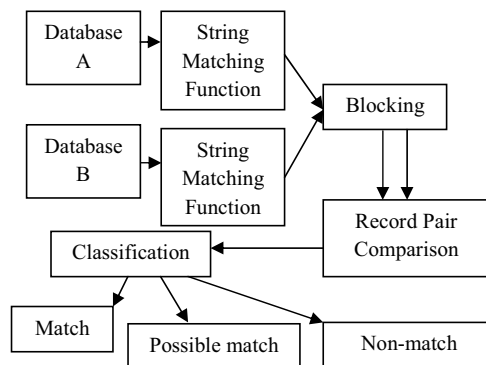 Database
A
String
Matching
Function
Blocking
Database
B
String
Matching
Function
Record Pair
Comparison
Classification
Match
Possible match
Non-match